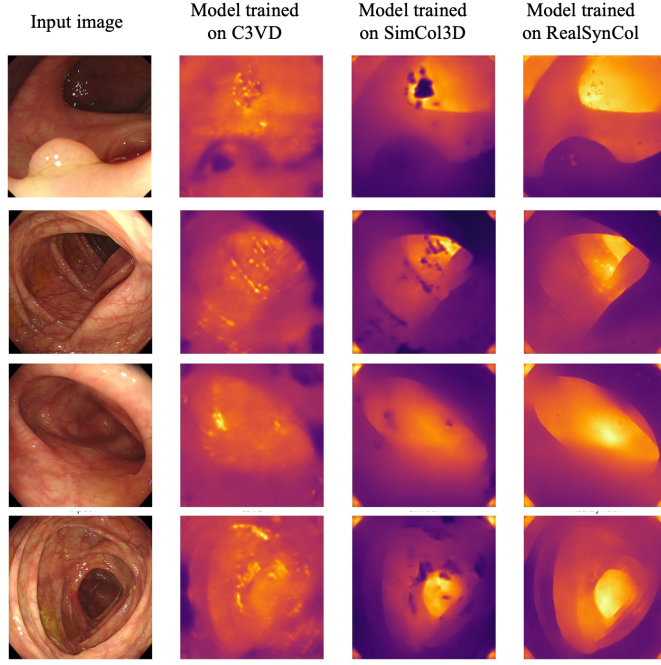 Input image
Model trained
on C3VD
Model trained
on SimCol3D
Model trained
on RealSynCol